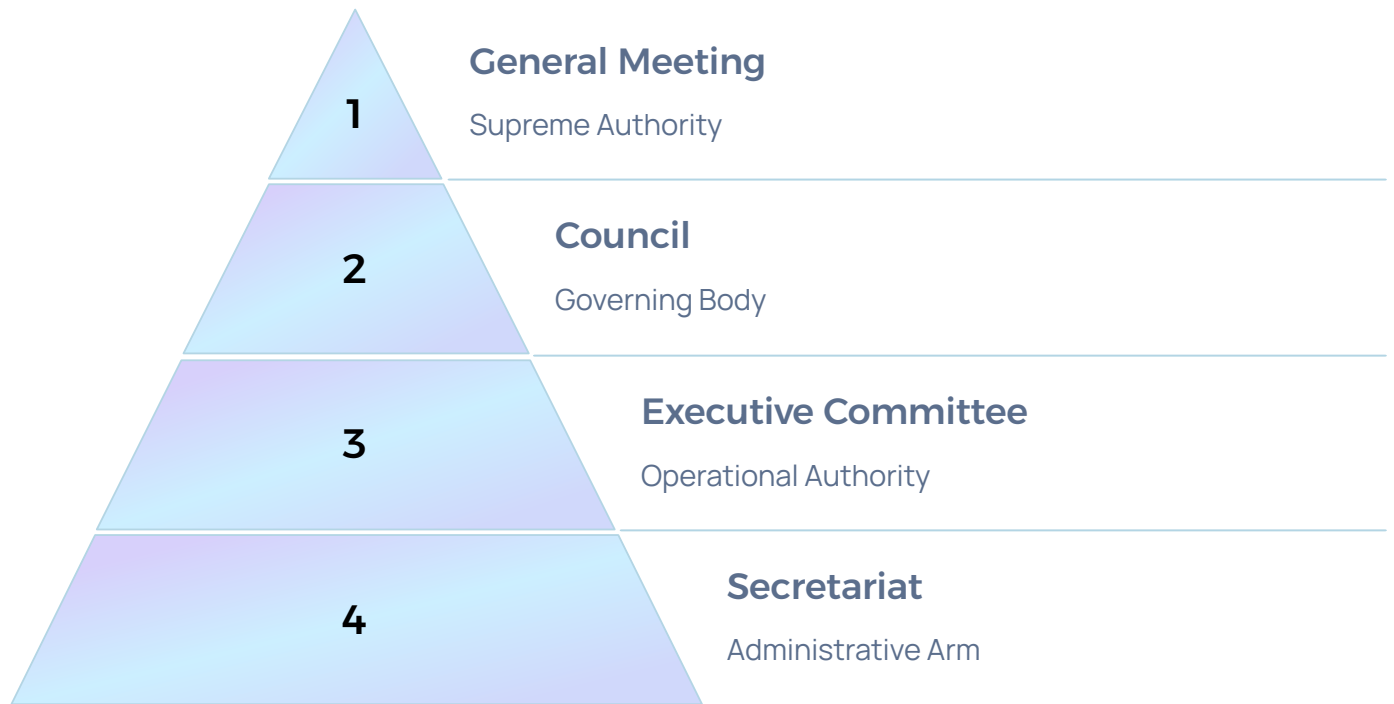 1
General Meeting
Supreme Authority
2
Council
Governing Body
3
Executive Committee
Operational Authority
4
Secretariat
Administrative Arm